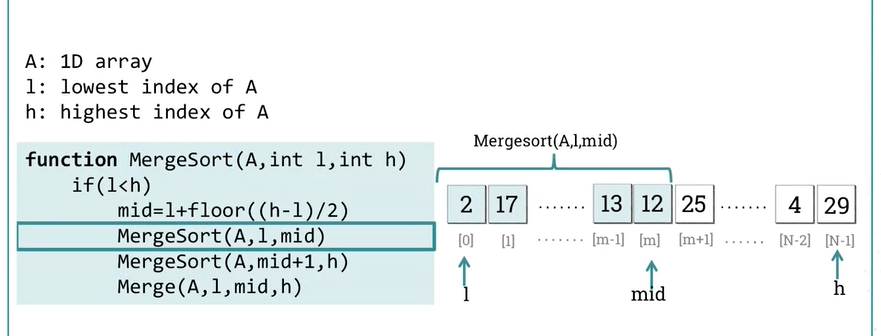 A: 1D array
l: lowest index of A
h: highest index of A
function MergeSort(A,int l,int h)
if(l<h)
mid=l+floor((h-l)/2)
MergeSort(A,l,mid)
MergeSort(A,mid+1,h)
Merge(A,l,mid,h)
Mergesort(A,l,mid)
2 17 ....... 13 12 25 ....... 4 29
[0] [1] ....... [m-1] [m] [m+1] ...... [N-2] [N-1]
l mid h